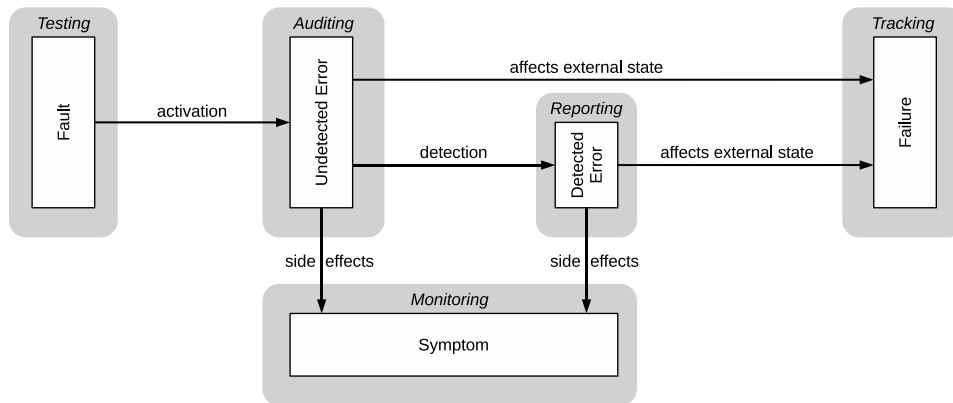 Testing
Auditing
Tracking
Fault
activation
Undetected Error
affects external state
Reporting
detection
Detected
Error
affects external state
Failure
side effects
side effects
Monitoring
Symptom